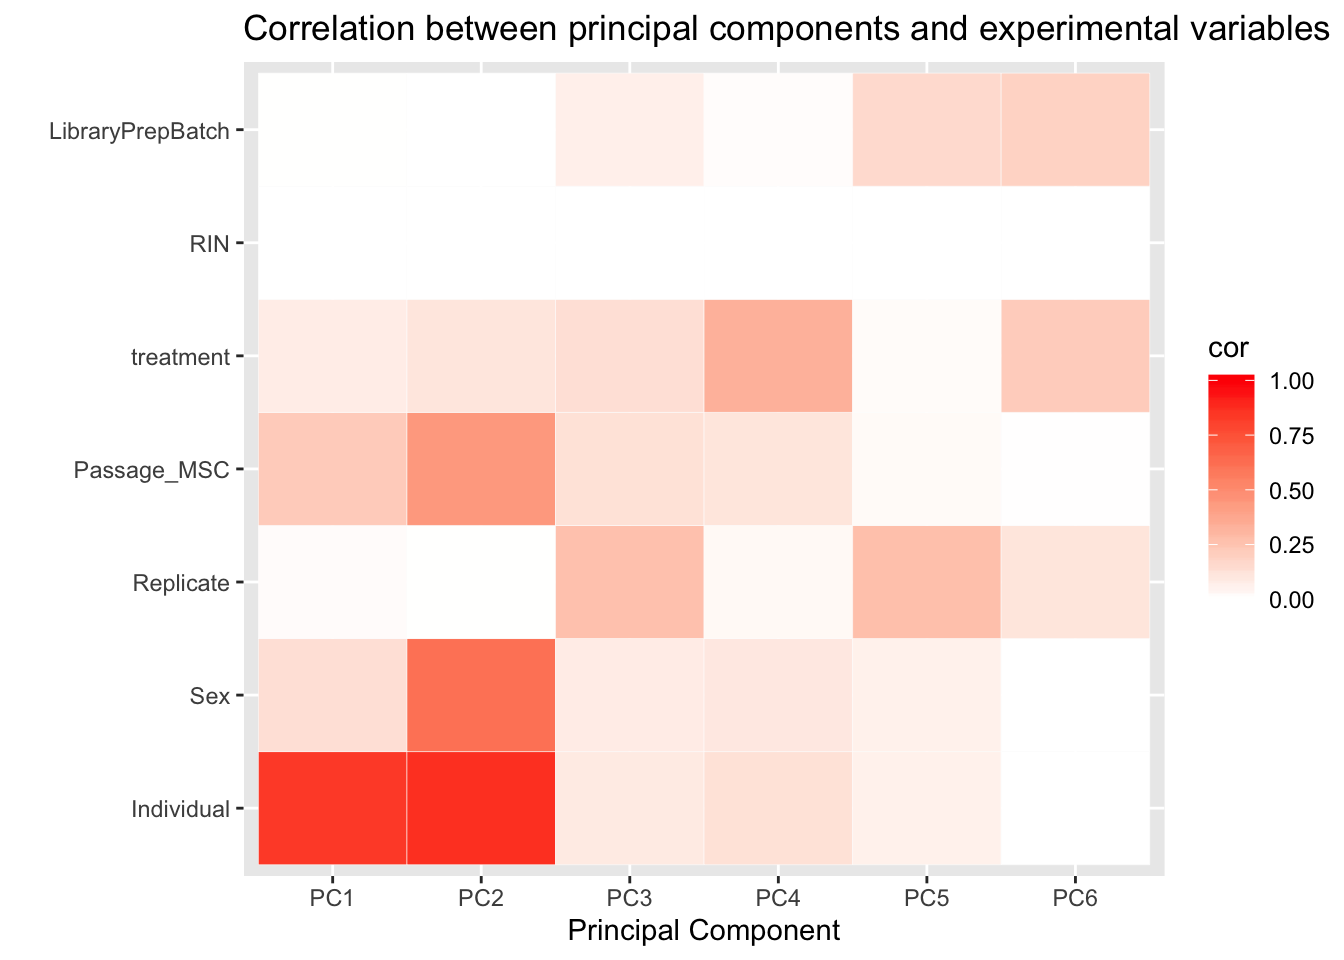 Correlation between principal components and experimental variables
LibraryPrepBatch
RIN
treatment
Passage_MSC
Replicate
Sex
Individual
PC1 PC2 PC3 PC4 PC5 PC6
Principal Component
cor
1.00
0.75
0.50
0.25
0.00